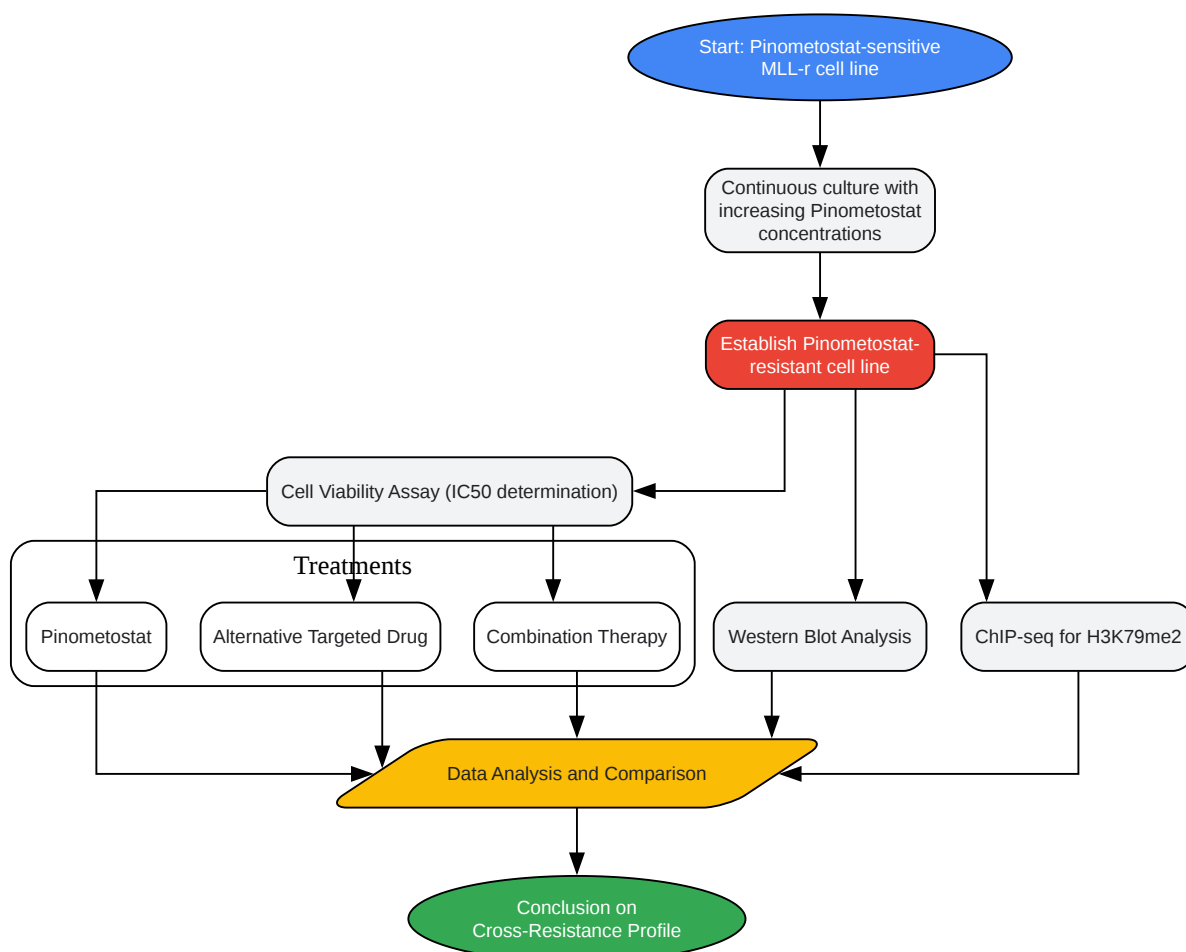 Start: Pinometostat-sensitive
MLL-r cell line
Continuous culture with
increasing Pinometostat
concentrations
Establish Pinometostat-
resistant cell line
Cell Viability Assay (IC50 determination)
Treatments
Pinometostat
Alternative Targeted Drug
Combination Therapy
Western Blot Analysis
ChIP-seq for H3K79me2
Data Analysis and Comparison
Conclusion on
Cross-Resistance Profile